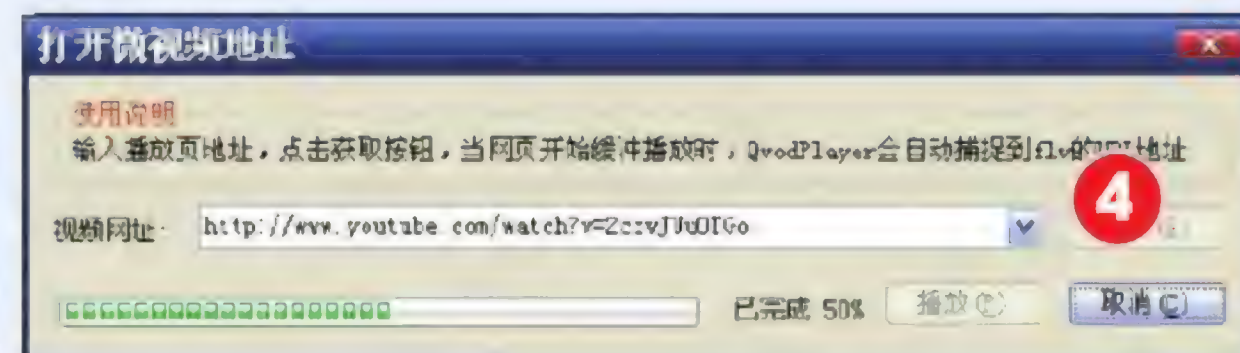 打开微视频地址
使用说明
输入播放页地址，点击获取按钮，当网页开始缓冲播放时，QvodPlayer会自动捕捉到flv的 地址
4
视频网址: http://www.youtube.com/watch?v=
已完成 50% 播放(P) 取消(C)